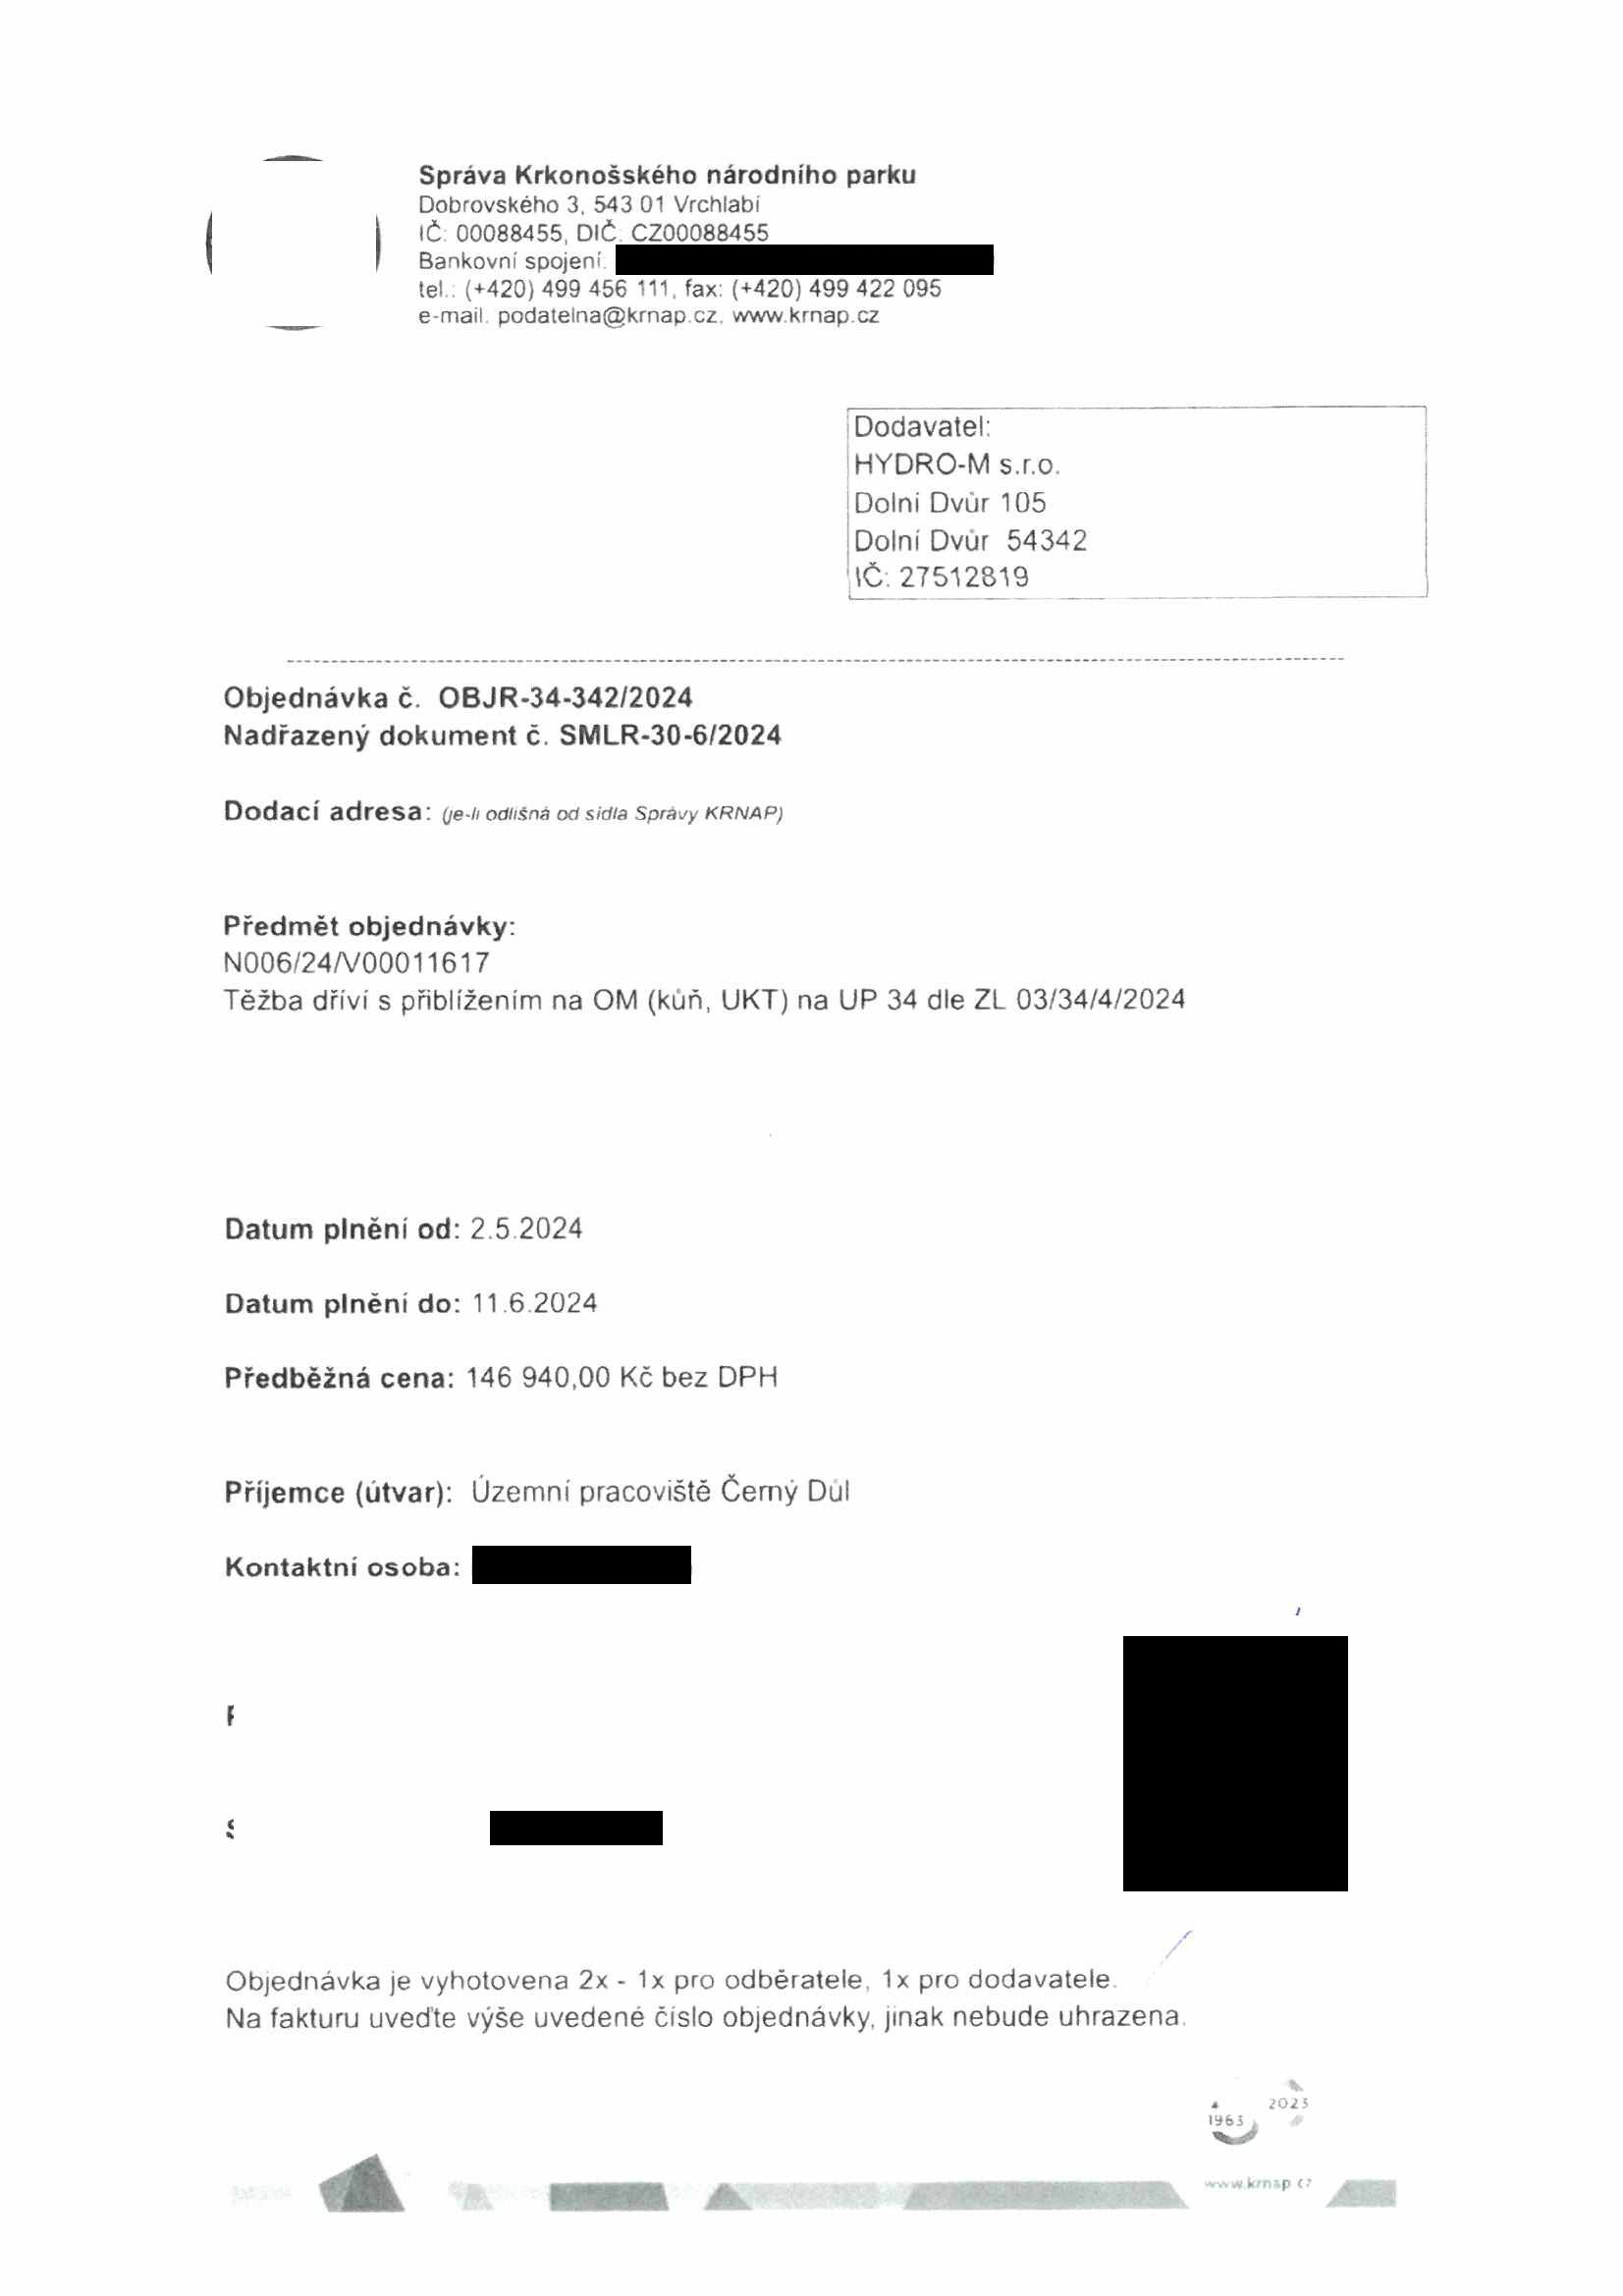 Správa Krkonošského národního parku
Dobrovského 3, 543 01 Vrchlabí
IČ: 00088455, DIČ: CZ00088455
Bankovní spojení:
tel.: (+420) 499 456 111, fax: (+420) 499 422 095
e-mail: podatelna@krnap.cz, www.krnap.cz
Dodavatel:
HYDRO-M s.r.o.
Dolní Dvůr 105
Dolní Dvůr 54342
IČ: 27512819
Objednávka č. OBJR-34-342/2024
Nadřazený dokument č. SMLR-30-6/2024
Dodací adresa: (je-li odlišná od sídla Správy KRNAP)
Předmět objednávky:
N006/24/V00011617
Těžba dříví s přiblížením na OM (kůň, UKT) na UP 34 dle ZL 03/34/4/2024
Datum plnění od: 2.5.2024
Datum plnění do: 11.6.2024
Předběžná cena: 146 940,00 Kč bez DPH
Příjemce (útvar): Územní pracoviště Černý Důl
Kontaktní osoba:
Objednávka je vyhotovena 2x - 1x pro odběratele, 1x pro dodavatele.
Na fakturu uveďte výše uvedené číslo objednávky, jinak nebude uhrazena.
2023
1963
www.krnap.cz